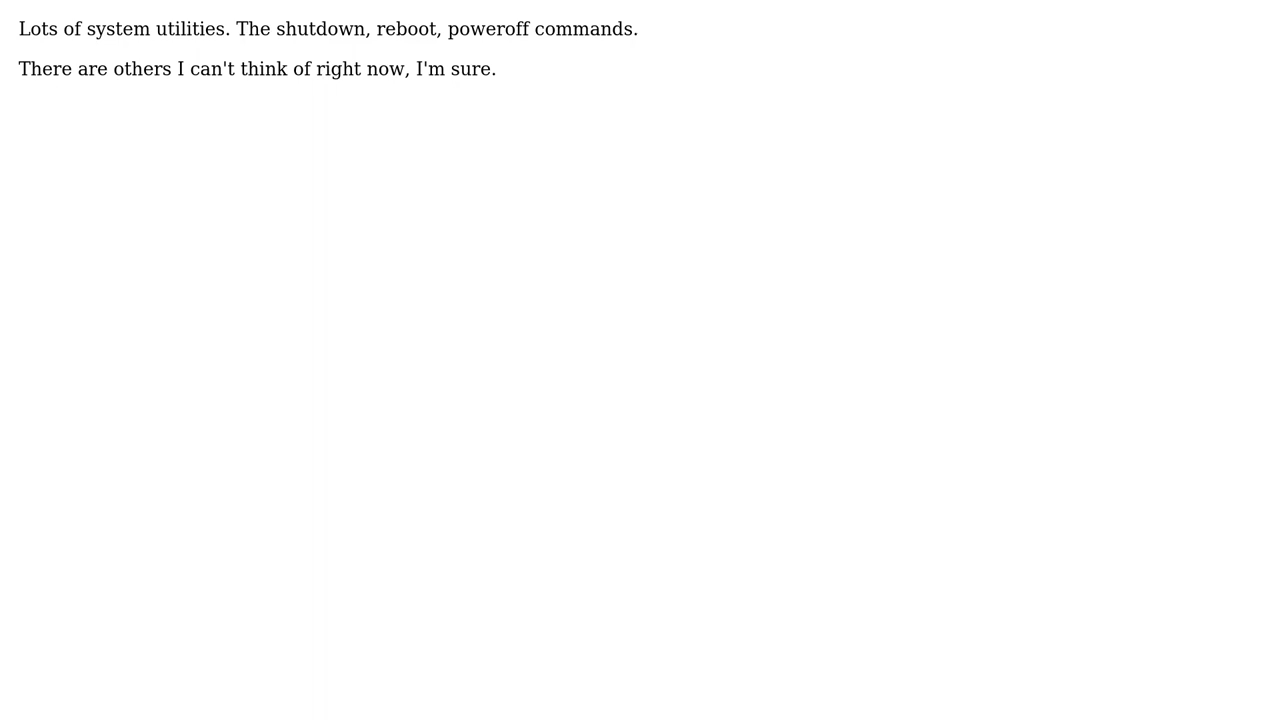 Lots of system utilities. The shutdown, reboot, poweroff commands.
There are others I can't think of right now, I'm sure.